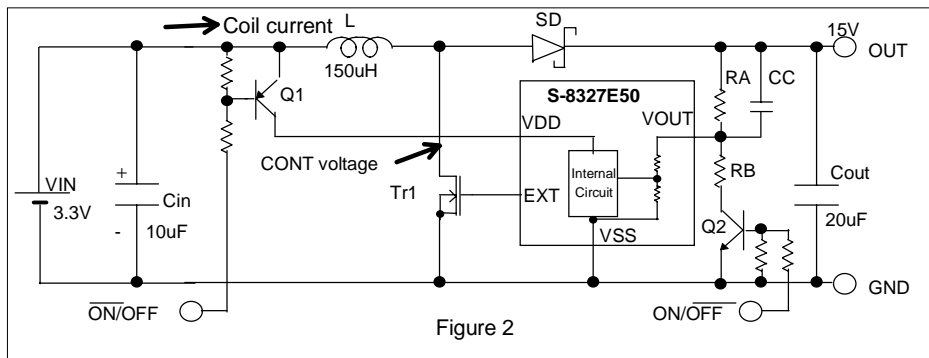 Coil current
L
SD
15V
OUT
150uH
RA
CC
Q1
S-8327E50
VDD
VOUT
CONT voltage
Internal
Circuit
RB
VIN
+
Cin
Tr1
EXT
Cout
3.3V
-
10uF
VSS
Q2
20uF
GND
ON/OFF
ON/OFF
Figure 2